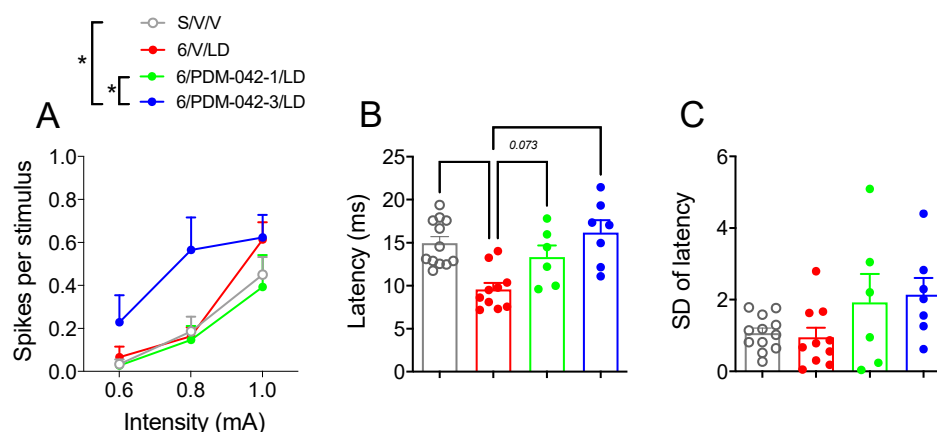 S/V/V
* 6/V/LD
* 6/PDM-042-1/LD
6/PDM-042-3/LD
A
Spikes per stimulus
1.0
0.8
0.6
0.4
0.2
0.0
0.6 0.8 1.0
Intensity (mA)
B
0.073
Latency (ms)
25
20
15
10
5
0
C
SD of latency
6
4
2
0